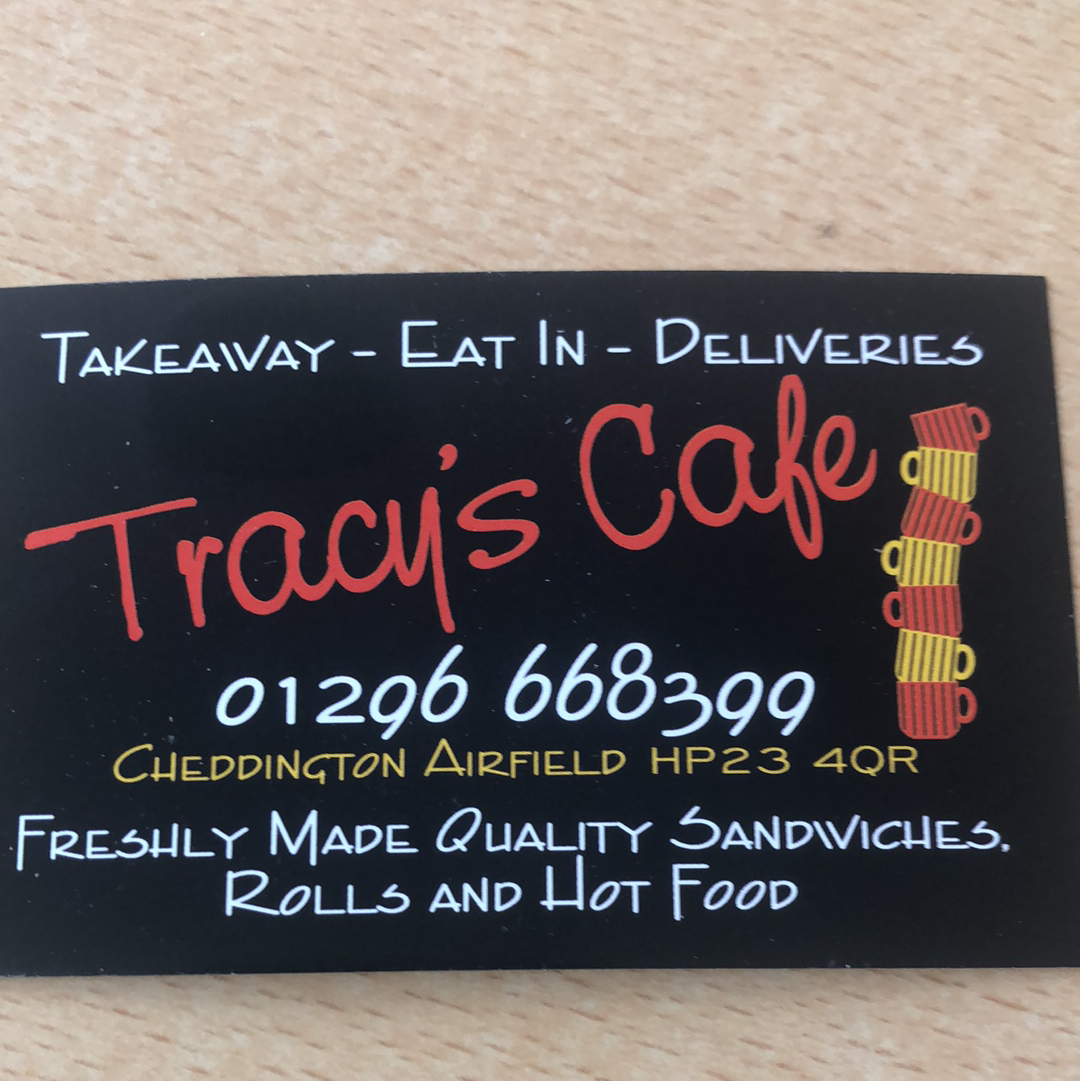 TAKEAWAY - EAT IN - DELIVERIES
Tracy's Cafe
01296 668399
CHEDDINGTON AIRFIELD HP23 4QR
FRESHLY MADE QUALITY SANDWICHES,
ROLLS AND HOT FOOD